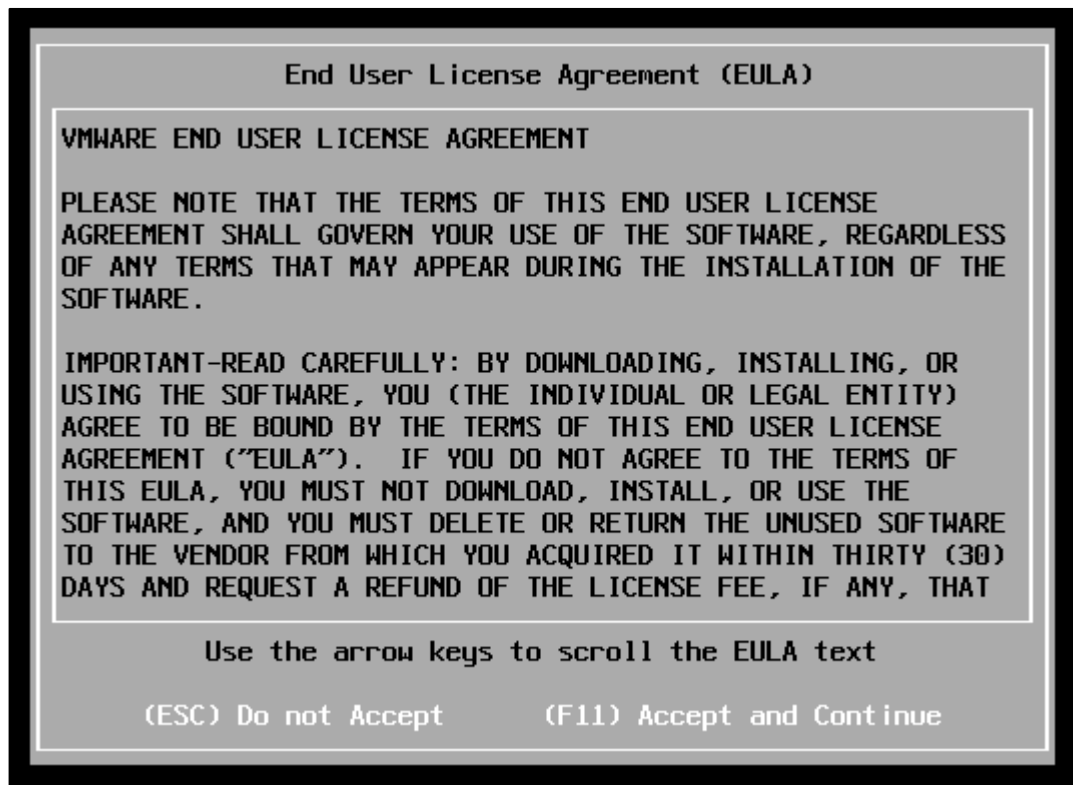 End User License Agreement (EULA)
VMWARE END USER LICENSE AGREEMENT
PLEASE NOTE THAT THE TERMS OF THIS END USER LICENSE
AGREEMENT SHALL GOVERN YOUR USE OF THE SOFTWARE, REGARDLESS
OF ANY TERMS THAT MAY APPEAR DURING THE INSTALLATION OF THE
SOFTWARE.
IMPORTANT-READ CAREFULLY: BY DOWNLOADING, INSTALLING, OR
USING THE SOFTWARE, YOU (THE INDIVIDUAL OR LEGAL ENTITY)
AGREE TO BE BOUND BY THE TERMS OF THIS END USER LICENSE
AGREEMENT ("EULA").  IF YOU DO NOT AGREE TO THE TERMS OF
THIS EULA, YOU MUST NOT DOWNLOAD, INSTALL, OR USE THE
SOFTWARE, AND YOU MUST DELETE OR RETURN THE UNUSED SOFTWARE
TO THE VENDOR FROM WHICH YOU ACQUIRED IT WITHIN THIRTY (30)
DAYS AND REQUEST A REFUND OF THE LICENSE FEE, IF ANY, THAT
Use the arrow keys to scroll the EULA text
(ESC) Do not Accept (F11) Accept and Continue